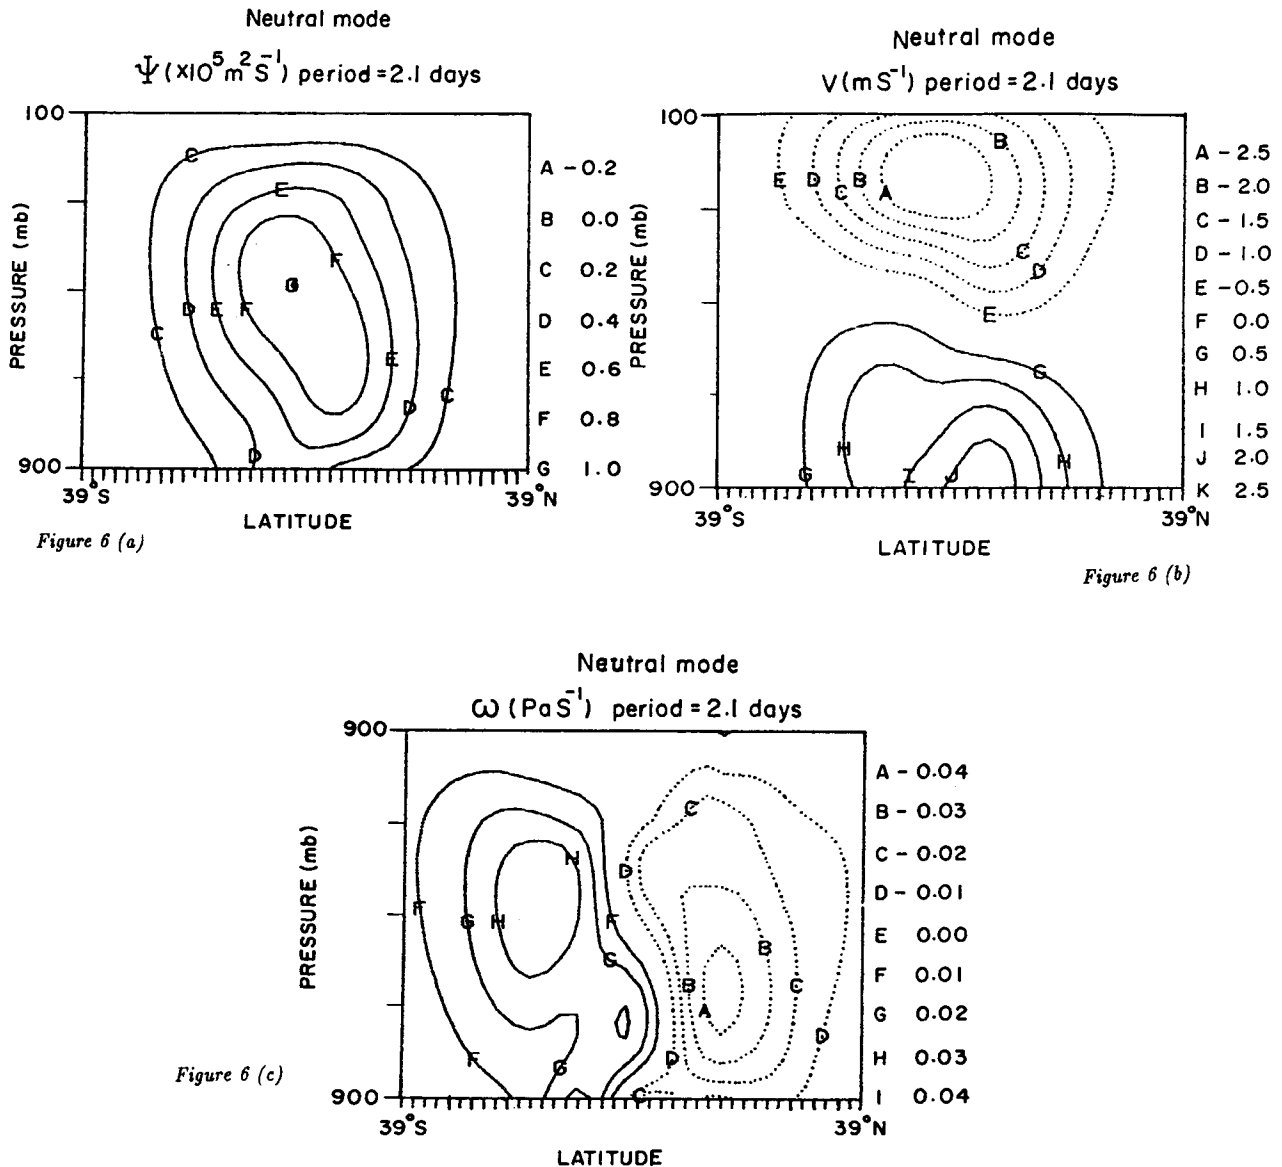 Neutral mode
Ψ (×10⁵ m² S⁻¹) period = 2.1 days
100
PRESSURE (mb)
900
39°S
39°N
LATITUDE
C
E
F
G
D
E
F
C
E
D
C
D
A - 0.2
B 0.0
C 0.2
D 0.4
E 0.6
F 0.8
G 1.0
Figure 6 (a)
Neutral mode
V (m S⁻¹) period = 2.1 days
100
PRESSURE (mb)
900
39°S
39°N
LATITUDE
B
E
D
C
B
A
C
D
E
G
H
G
I
J
H
A - 2.5
B - 2.0
C - 1.5
D - 1.0
E - 0.5
F 0.0
G 0.5
H 1.0
I 1.5
J 2.0
K 2.5
Figure 6 (b)
Neutral mode
ω (Pa S⁻¹) period = 2.1 days
900
PRESSURE (mb)
900
39°S
39°N
LATITUDE
C
H
D
F
G
H
F
G
B
B
C
A
D
F
G
D
C
A - 0.04
B - 0.03
C - 0.02
D - 0.01
E 0.00
F 0.01
G 0.02
H 0.03
I 0.04
Figure 6 (c)